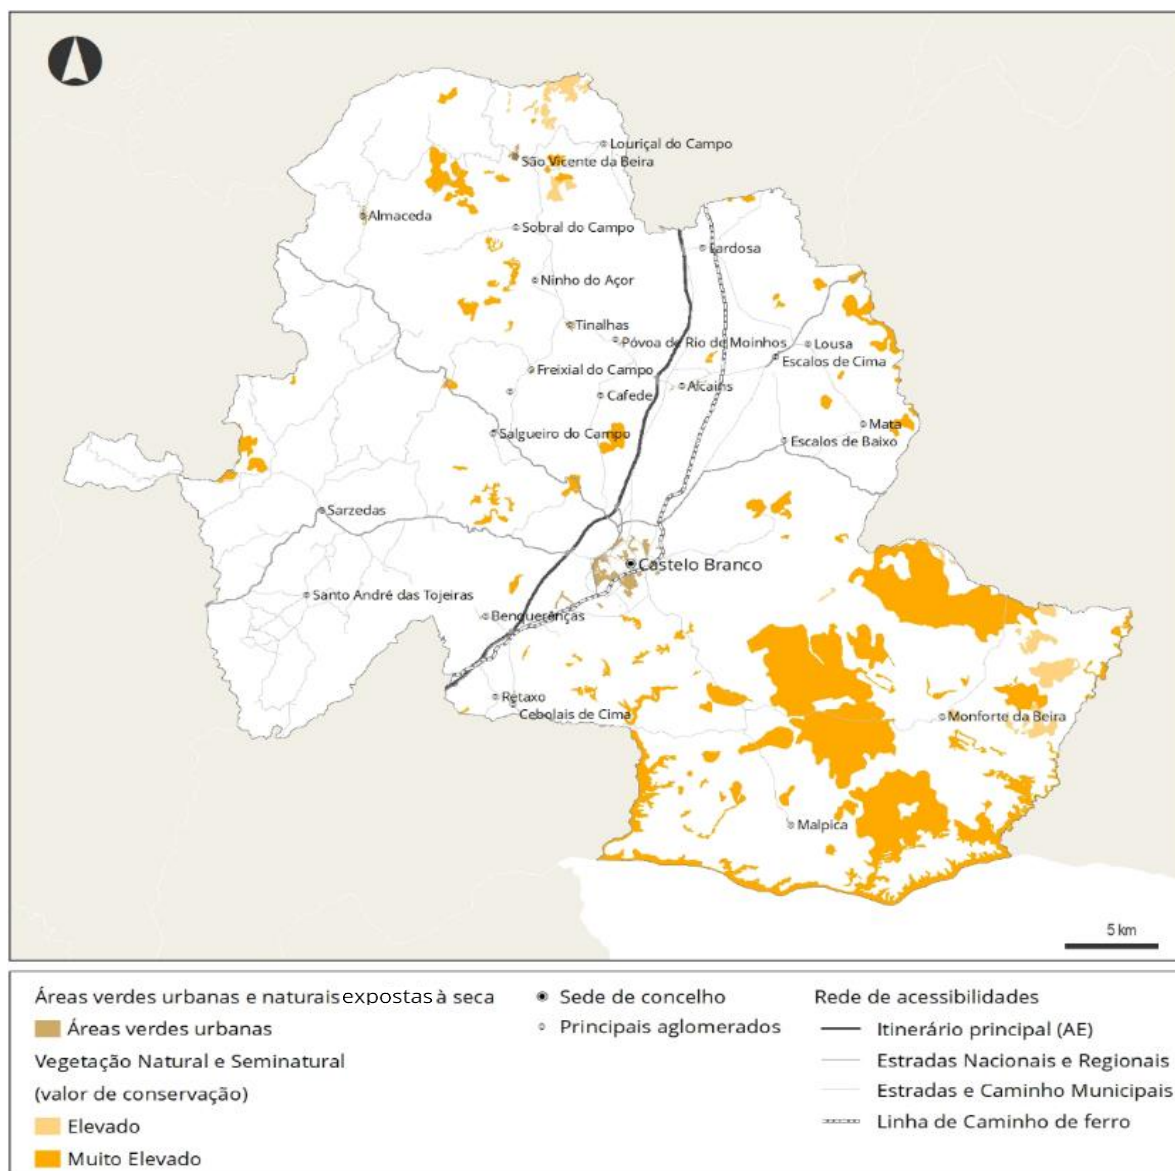 Louriçal do Campo
São Vicente da Beira
Almaceda
Sobral do Campo
Lardosa
Ninho do Açor
Tinalhas
Póvoa de Rio de Moinhos
Lousa
Escalos de Cima
Freixial do Campo
Alcains
Cafede
Mata
Salgueiro do Campo
Escalos de Baixo
Sarzedas
Castelo Branco
Santo André das Tojeiras
Benquerenças
Retaxo
Cebolais de Cima
Monforte da Beira
Malpica
5 km
Áreas verdes urbanas e naturais expostas à seca
Áreas verdes urbanas
Vegetação Natural e Seminatural
(valor de conservação)
Elevado
Muito Elevado
Sede de concelho
Principais aglomerados
Rede de acessibilidades
Itinerário principal (AE)
Estradas Nacionais e Regionais
Estradas e Caminho Municipais
Linha de Caminho de ferro